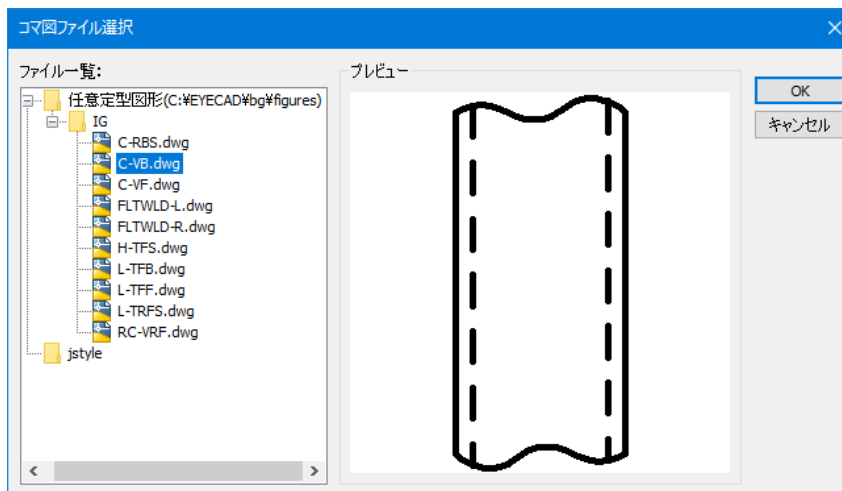 コマ図ファイル選択
ファイル一覧:
任意定型図形(C:¥EYECAD¥bg¥figures)
IG
C-RBS.dwg
C-VB.dwg
C-VF.dwg
FLTWLD-L.dwg
FLTWLD-R.dwg
H-TFS.dwg
L-TFB.dwg
L-TFF.dwg
L-TRFS.dwg
RC-VRF.dwg
jstyle
プレビュー
OK
キャンセル